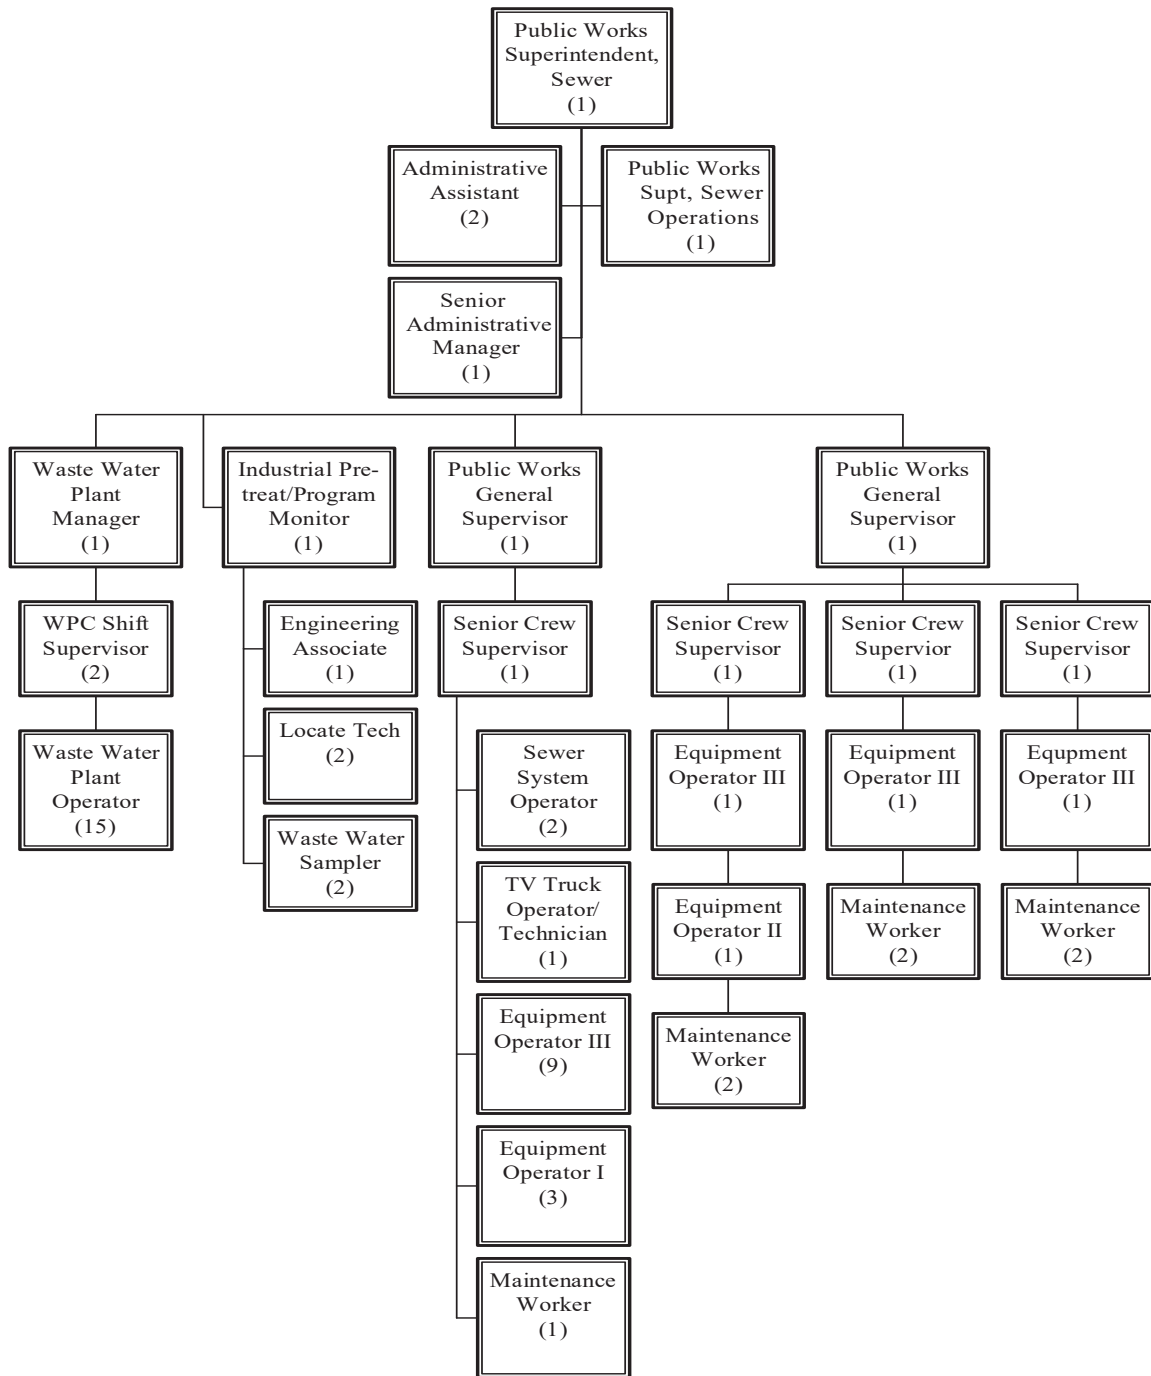 Public Works
Superintendent,
Sewer
(1)
Administrative
Assistant
(2)
Public Works
Supt, Sewer
Operations
(1)
Senior
Administrative
Manager
(1)
Waste Water
Plant
Manager
(1)
Industrial Pre-
treat/Program
Monitor
(1)
Public Works
General
Supervisor
(1)
Public Works
General
Supervisor
(1)
WPC Shift
Supervisor
(2)
Engineering
Associate
(1)
Senior Crew
Supervisor
(1)
Senior Crew
Supervisor
(1)
Senior Crew
Supervior
(1)
Senior Crew
Supervisor
(1)
Waste Water
Plant
Operator
(15)
Locate Tech
(2)
Waste Water
Sampler
(2)
Sewer
System
Operator
(2)
TV Truck
Operator/
Technician
(1)
Equipment
Operator III
(9)
Equipment
Operator I
(3)
Maintenance
Worker
(1)
Equipment
Operator III
(1)
Equipment
Operator II
(1)
Maintenance
Worker
(2)
Equipment
Operator III
(1)
Maintenance
Worker
(2)
Equpment
Operator III
(1)
Maintenance
Worker
(2)